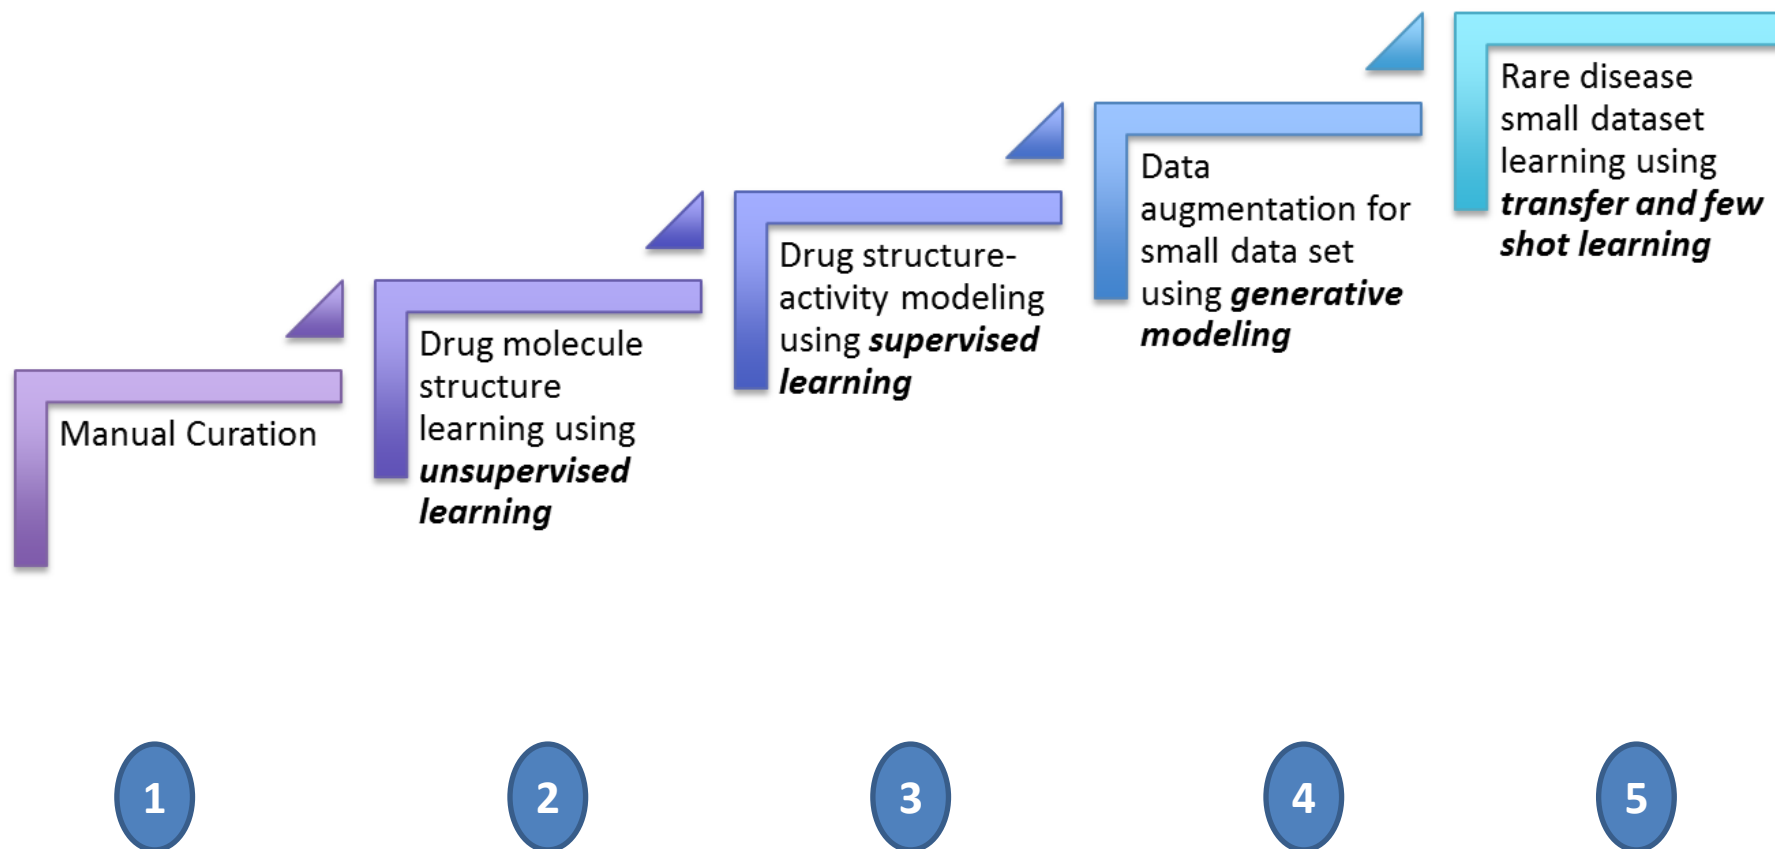 Manual Curation
Drug molecule
structure
learning using
unsupervised
learning
Drug structure-
activity modeling
using supervised
learning
Data
augmentation for
small data set
using generative
modeling
Rare disease
small dataset
learning using
transfer and few
shot learning
1
2
3
4
5